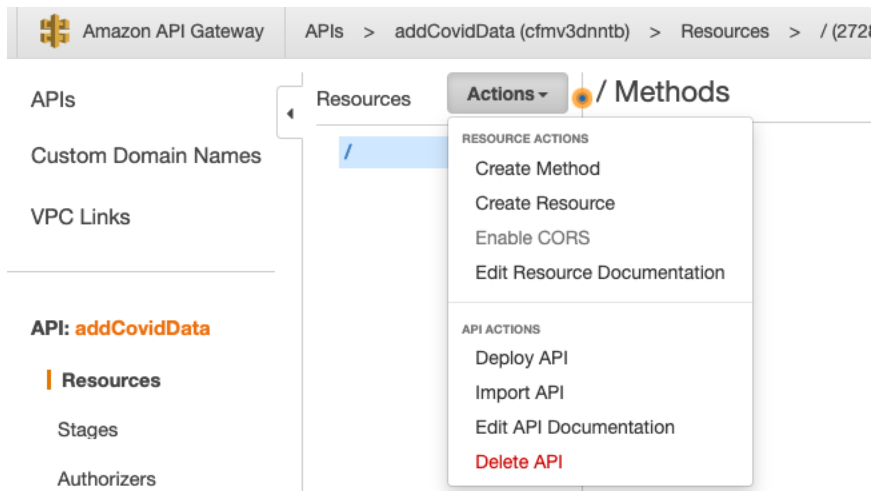 Amazon API Gateway
APIs > addCovidData (cfmv3dnntb) > Resources > / (272
APIs
Custom Domain Names
VPC Links
API: addCovidData
Resources
Stages
Authorizers
Resources
Actions
/ Methods
/
RESOURCE ACTIONS
Create Method
Create Resource
Enable CORS
Edit Resource Documentation
API ACTIONS
Deploy API
Import API
Edit API Documentation
Delete API